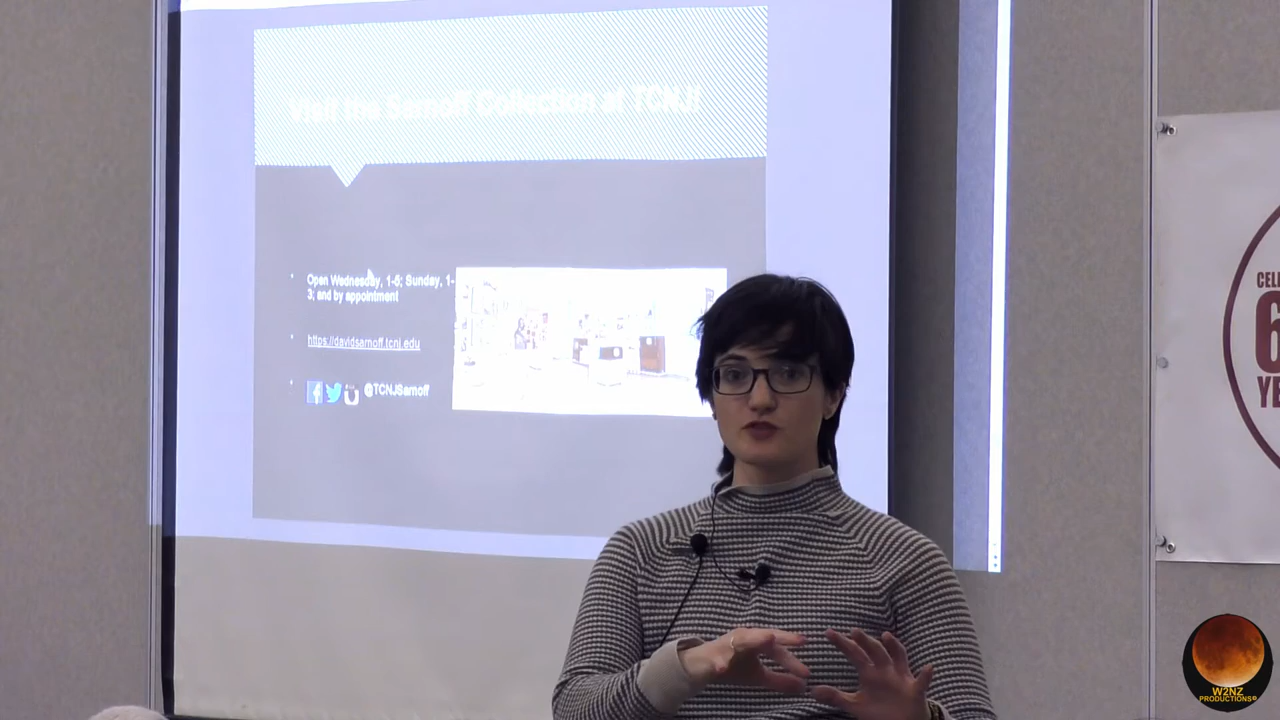 Visit the Sarnoff Collection at TCNJ!
Open Wednesday, 1-5; Sunday, 1-
3; and by appointment
https://davidsarnoff.tcnj.edu
@TCNJSarnoff
6
W2NZ
PRODUCTIONS©